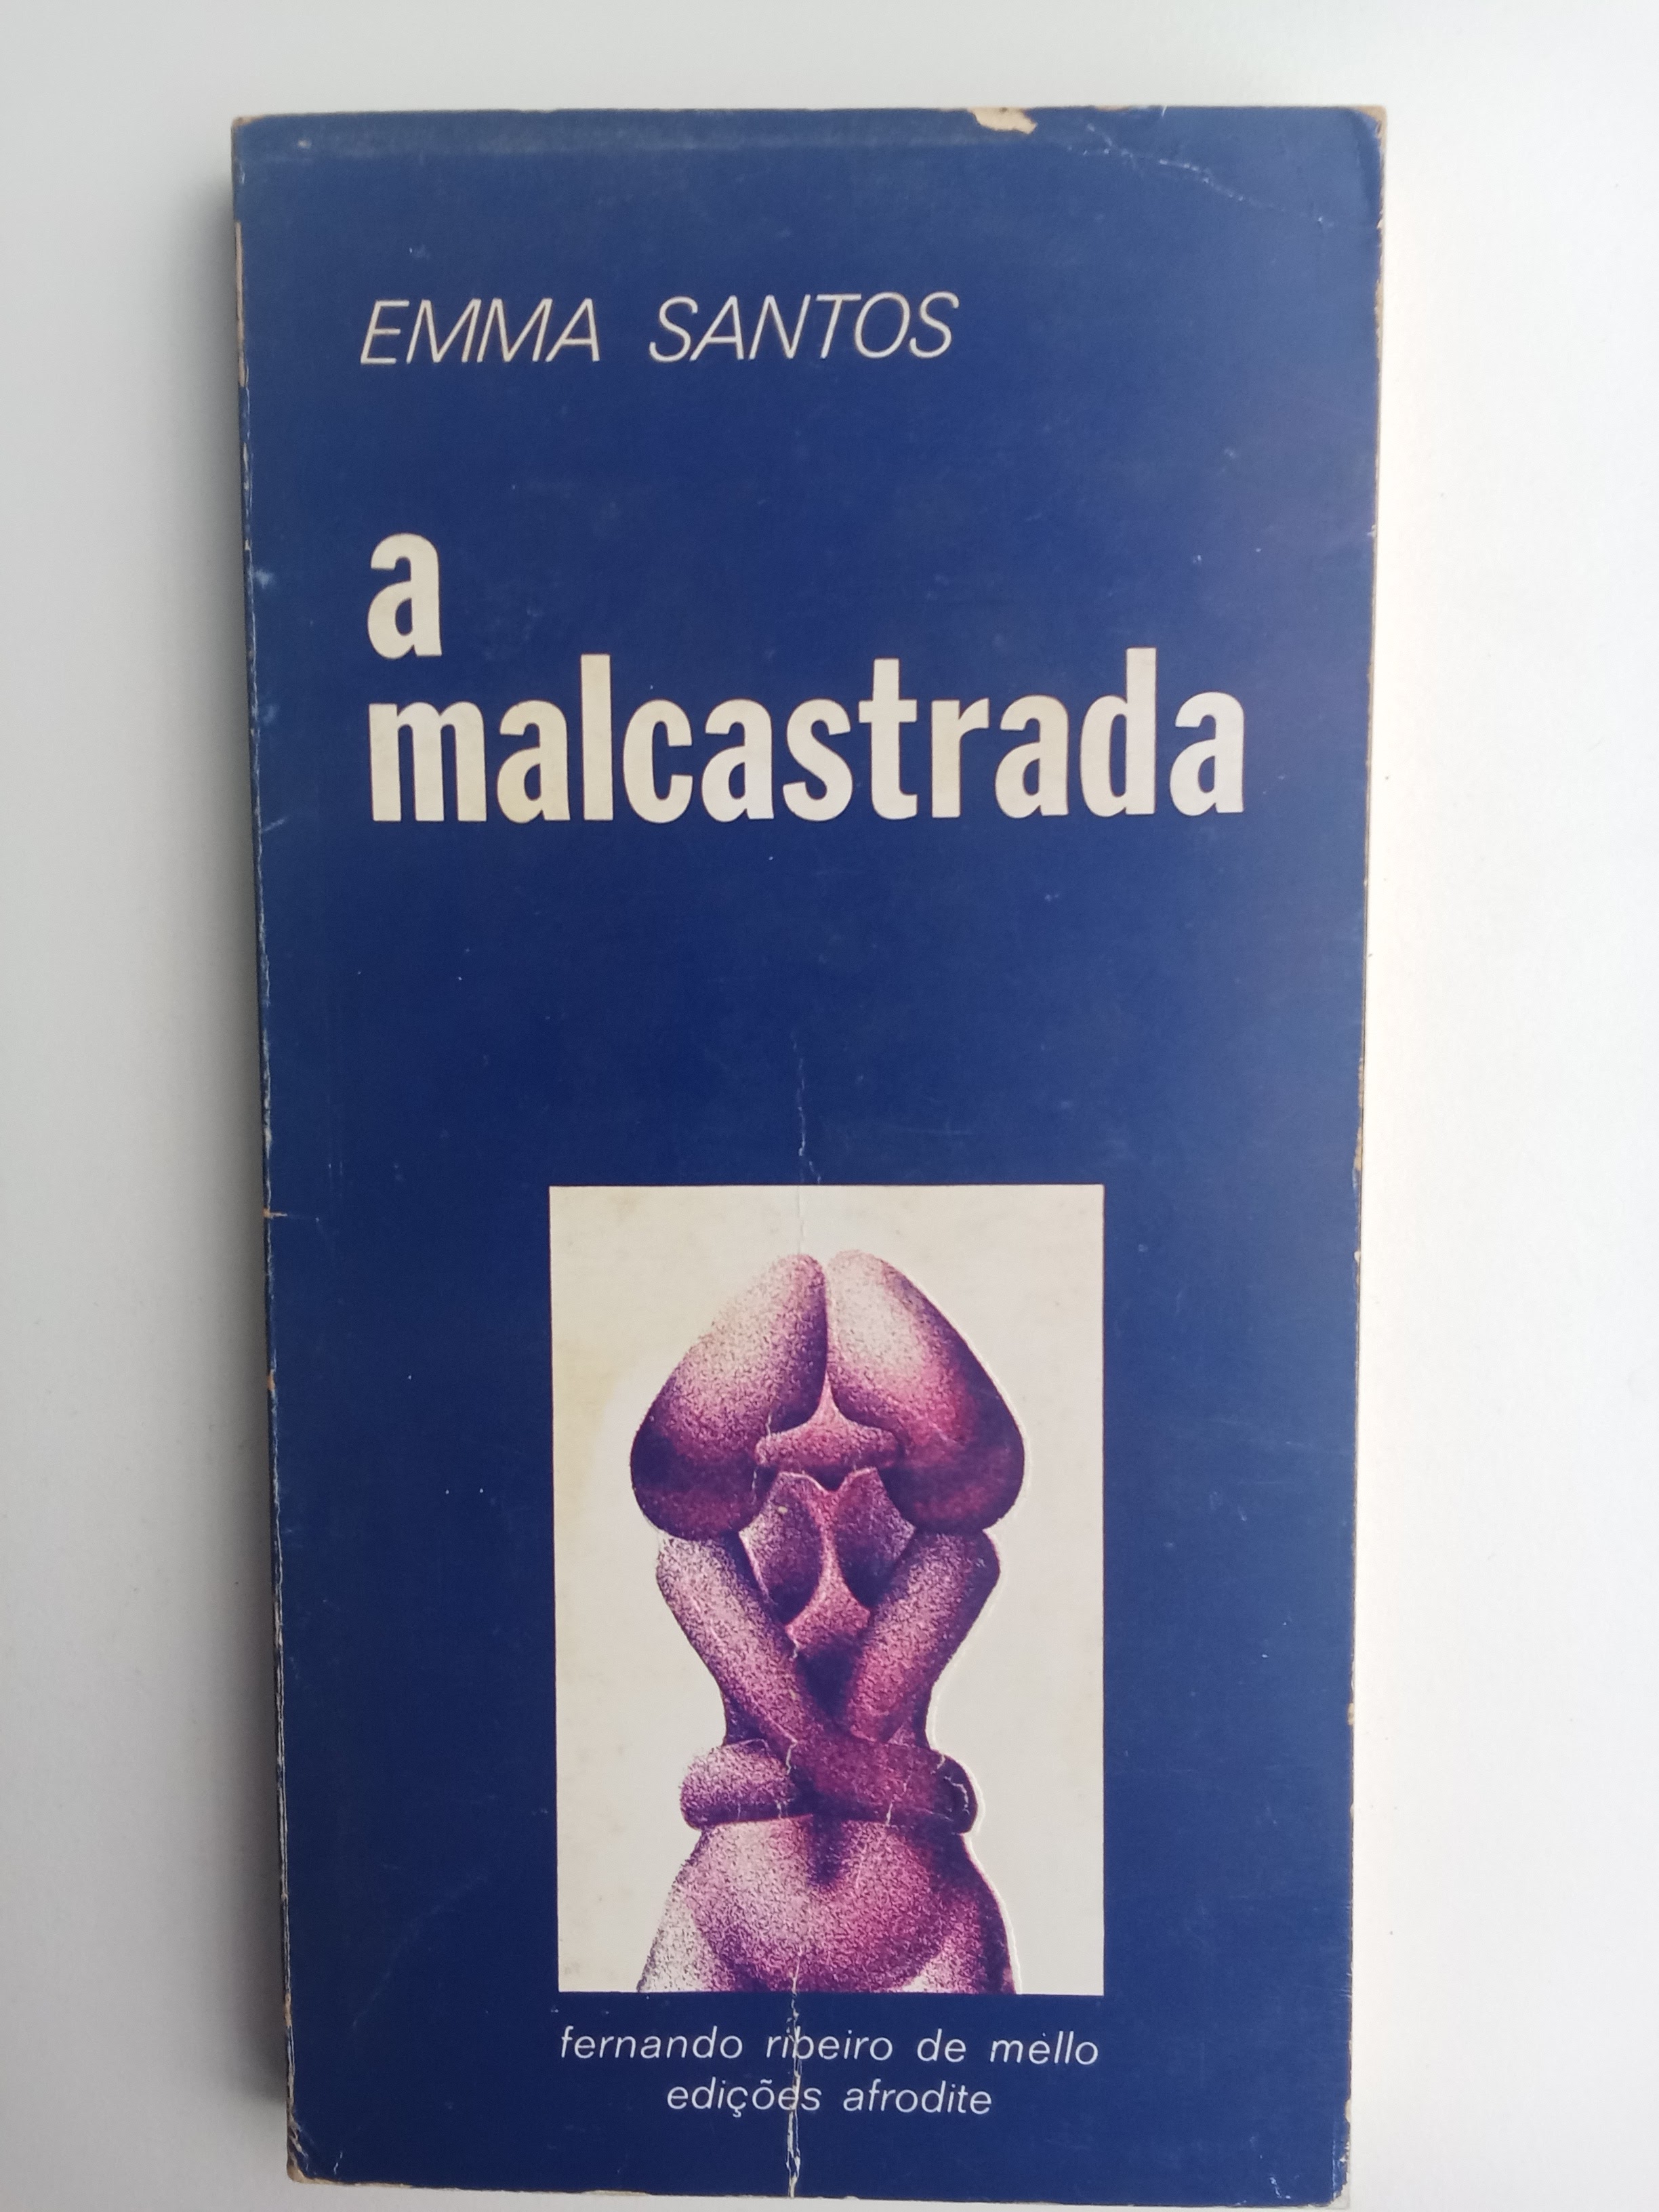 EMMA SANTOS
a
malcastrada
fernando ribeiro de mello
edições afrodite